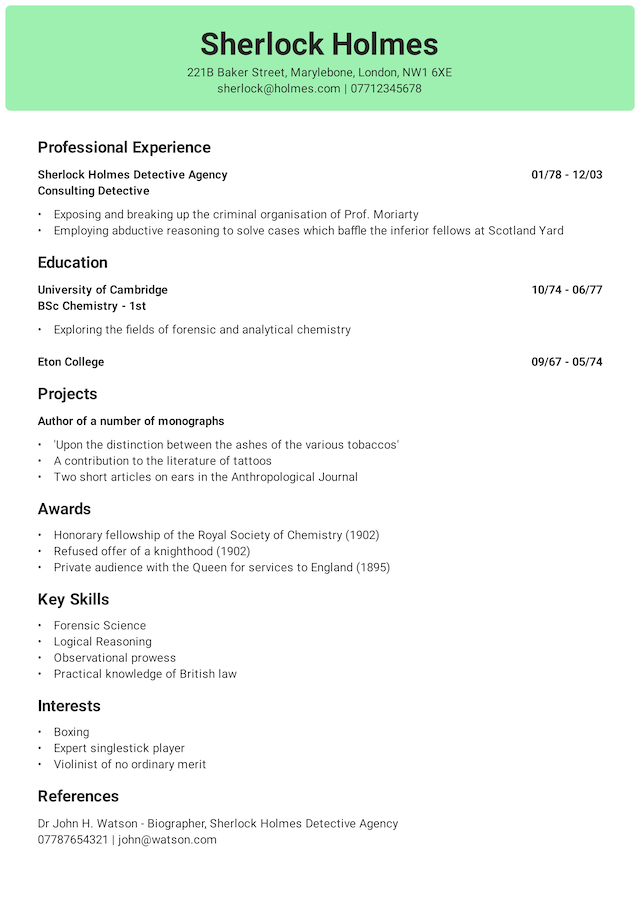 Sherlock Holmes
221B Baker Street, Marylebone, London, NW1 6XE
sherlock@holmes.com | 07712345678
Professional Experience
Sherlock Holmes Detective Agency 01/78 - 12/03
Consulting Detective
• Exposing and breaking up the criminal organisation of Prof. Moriarty
• Employing abductive reasoning to solve cases which baffle the inferior fellows at Scotland Yard
Education
University of Cambridge 10/74 - 06/77
BSc Chemistry - 1st
• Exploring the fields of forensic and analytical chemistry
Eton College 09/67 - 05/74
Projects
Author of a number of monographs
• 'Upon the distinction between the ashes of the various tobaccos'
• A contribution to the literature of tattoos
• Two short articles on ears in the Anthropological Journal
Awards
• Honorary fellowship of the Royal Society of Chemistry (1902)
• Refused offer of a knighthood (1902)
• Private audience with the Queen for services to England (1895)
Key Skills
• Forensic Science
• Logical Reasoning
• Observational prowess
• Practical knowledge of British law
Interests
• Boxing
• Expert singlestick player
• Violinist of no ordinary merit
References
Dr John H. Watson - Biographer, Sherlock Holmes Detective Agency
07787654321 | john@watson.com